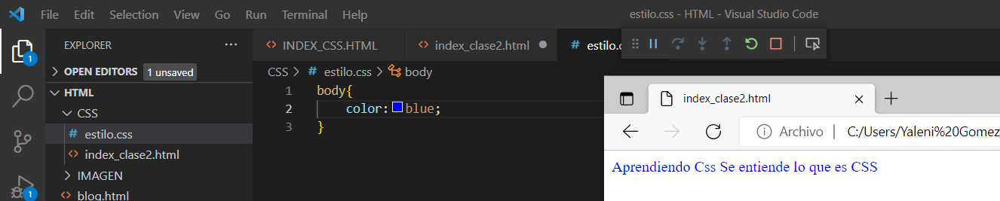 File Edit Selection View Go Run Terminal Help estilo.css - HTML - Visual Studio Code
EXPLORER ··· INDEX_CSS.HTML index_clase2.html estilo.
OPEN EDITORS 1 unsaved
CSS > # estilo.css > body
HTML
CSS
# estilo.css
index_clase2.html
IMAGEN
blog.html
1
1
1 body{
2 color: blue;
3 }
index_clase2.html
Archivo C:/Users/Yaleni%20Gomez
Aprendiendo Css Se entiende lo que es CSS